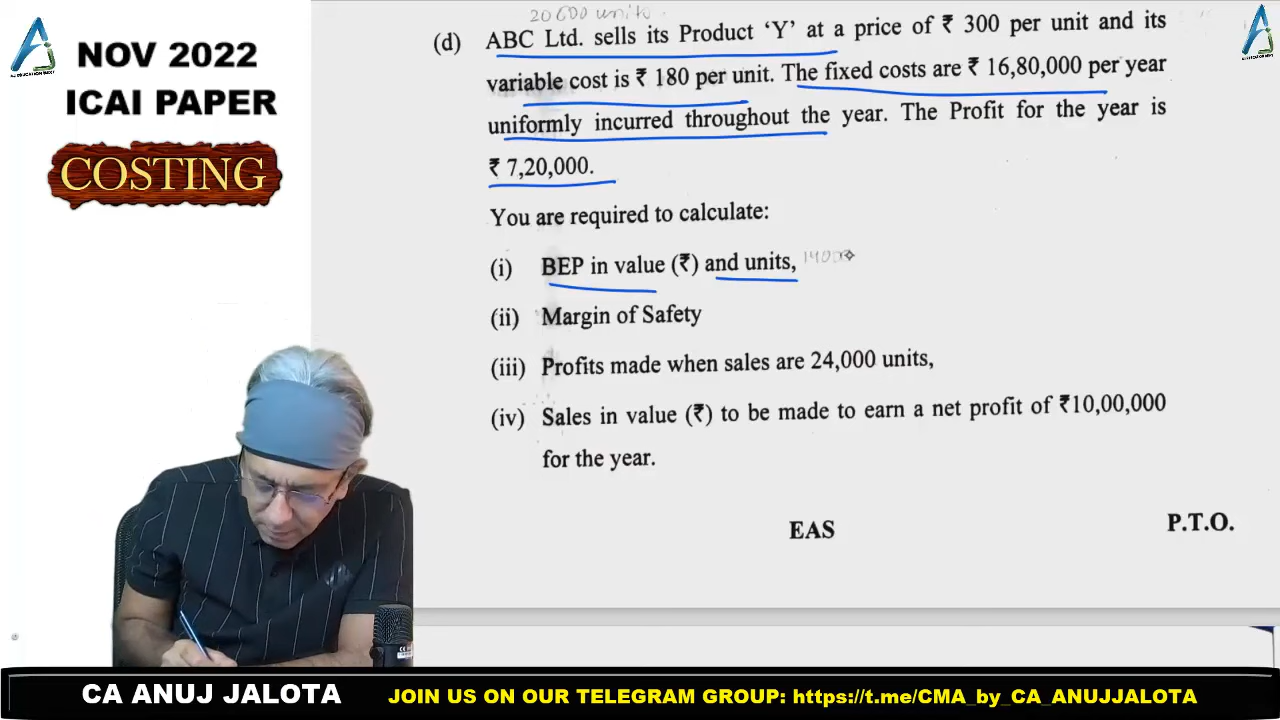 20000 units.
NOV 2022
ICAI PAPER
COSTING
(d) ABC Ltd. sells its Product ‘Y’ at a price of ₹ 300 per unit and its
variable cost is ₹ 180 per unit. The fixed costs are ₹ 16,80,000 per year
uniformly incurred throughout the year. The Profit for the year is
₹ 7,20,000.
You are required to calculate:
(i) BEP in value (₹) and units,
(ii) Margin of Safety
(iii) Profits made when sales are 24,000 units,
(iv) Sales in value (₹) to be made to earn a net profit of ₹10,00,000
for the year.
EAS
P.T.O.
CA ANUJ JALOTA
JOIN US ON OUR TELEGRAM GROUP: https://t.me/CMA_by_CA_ANUJJALOTA